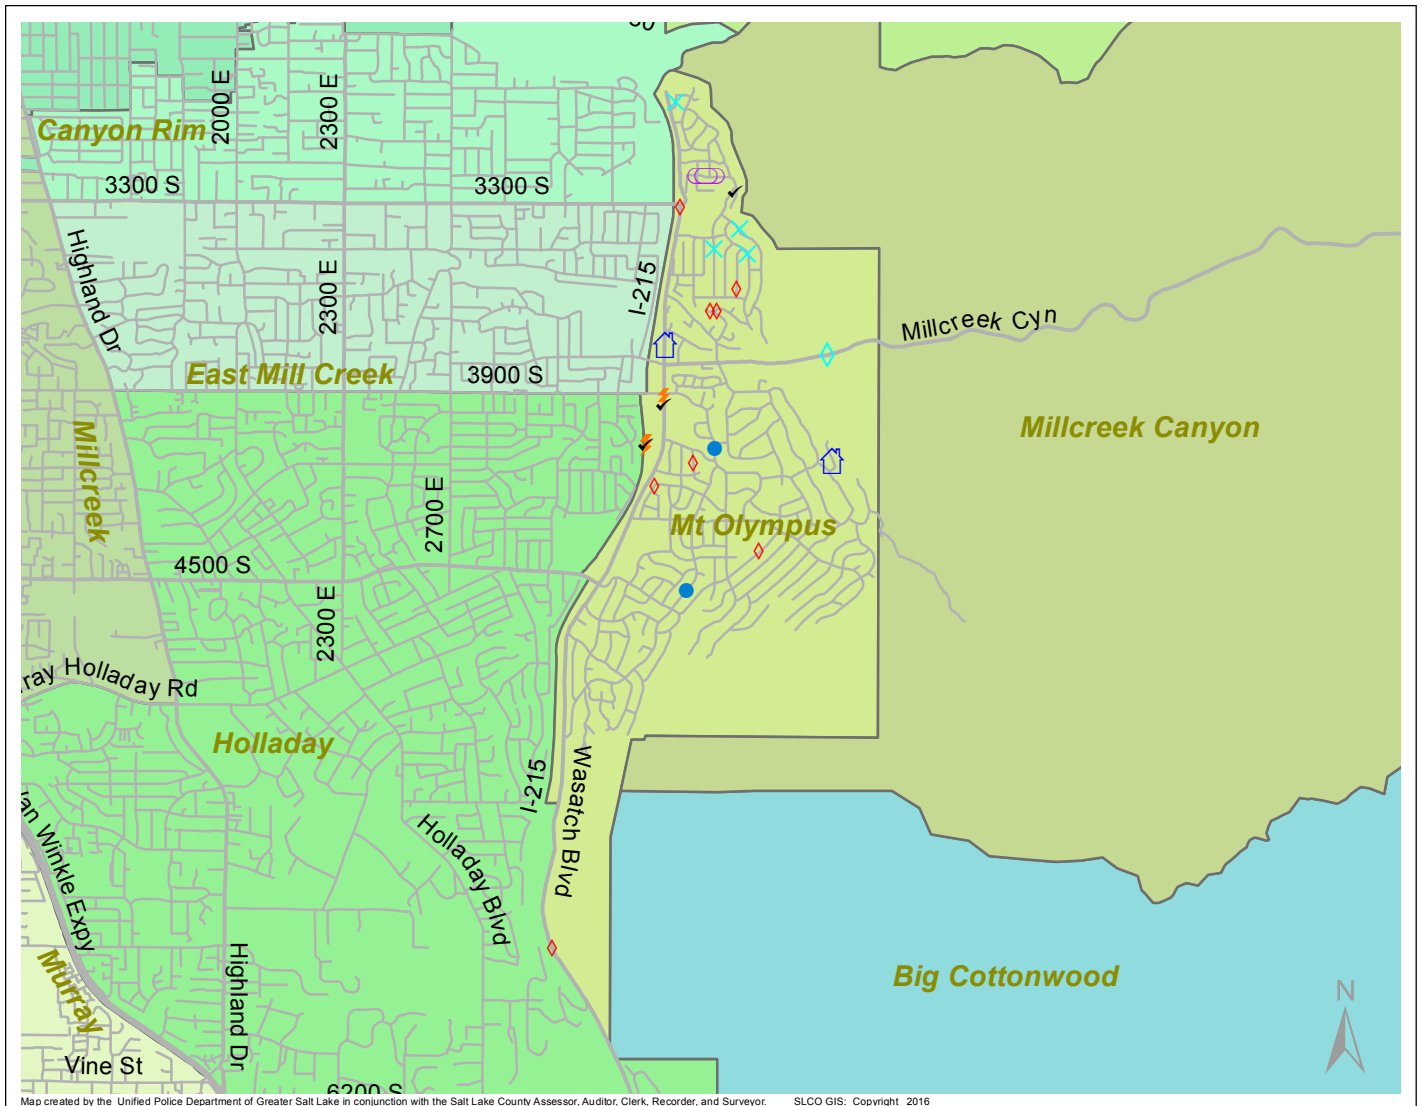 2000 E
2300 E
Canyon Rim
3300 S
3300 S
Highland Dr
2300 E
I-215
Millcreek Cyn
East Mill Creek
3900 S
Millcreek
Millcreek Canyon
2700 E
Mt Olympus
4500 S
2300 E
rray Holladay Rd
Holladay
I-215
Wasatch Blvd
Van Winkle Expy
Holladay Blvd
Highland Dr
Murray
Big Cottonwood
N
Vine St
6200 S
Map created by the Unified Police Department of Greater Salt Lake in conjunction with the Salt Lake County Assessor, Auditor, Clerk, Recorder, and Surveyor. SLCO GIS: Copyright 2016